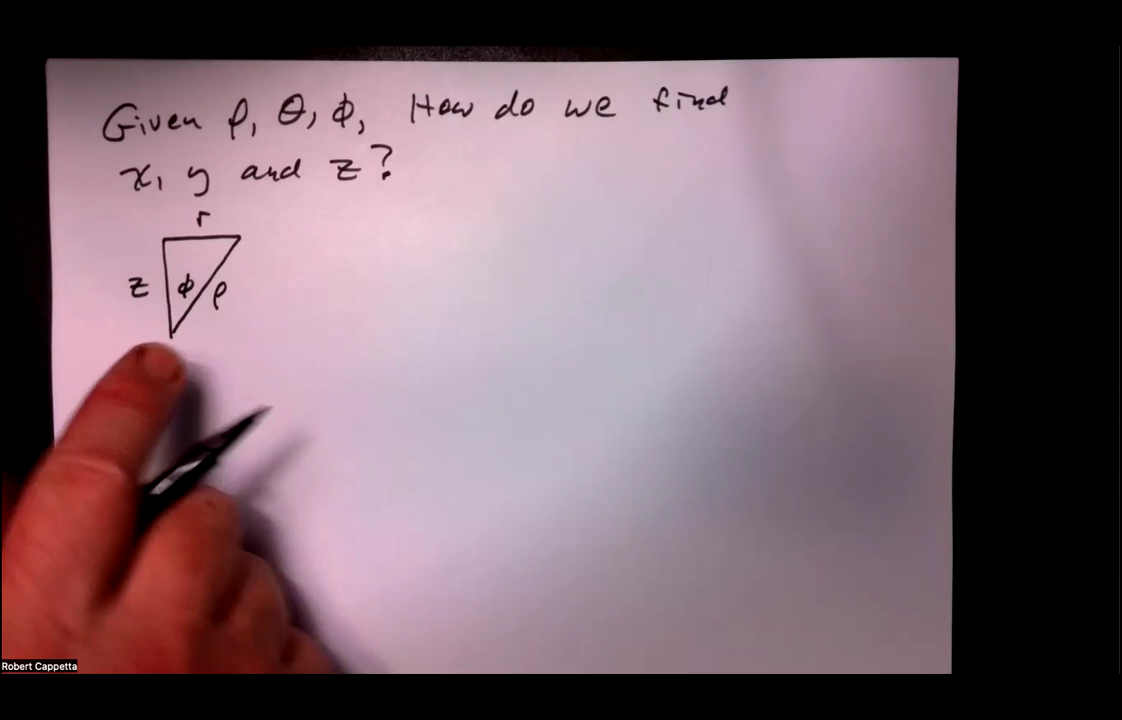 Given ρ, θ, φ, How do we find
x, y and z?
r
z φ ρ
Robert Cappetta